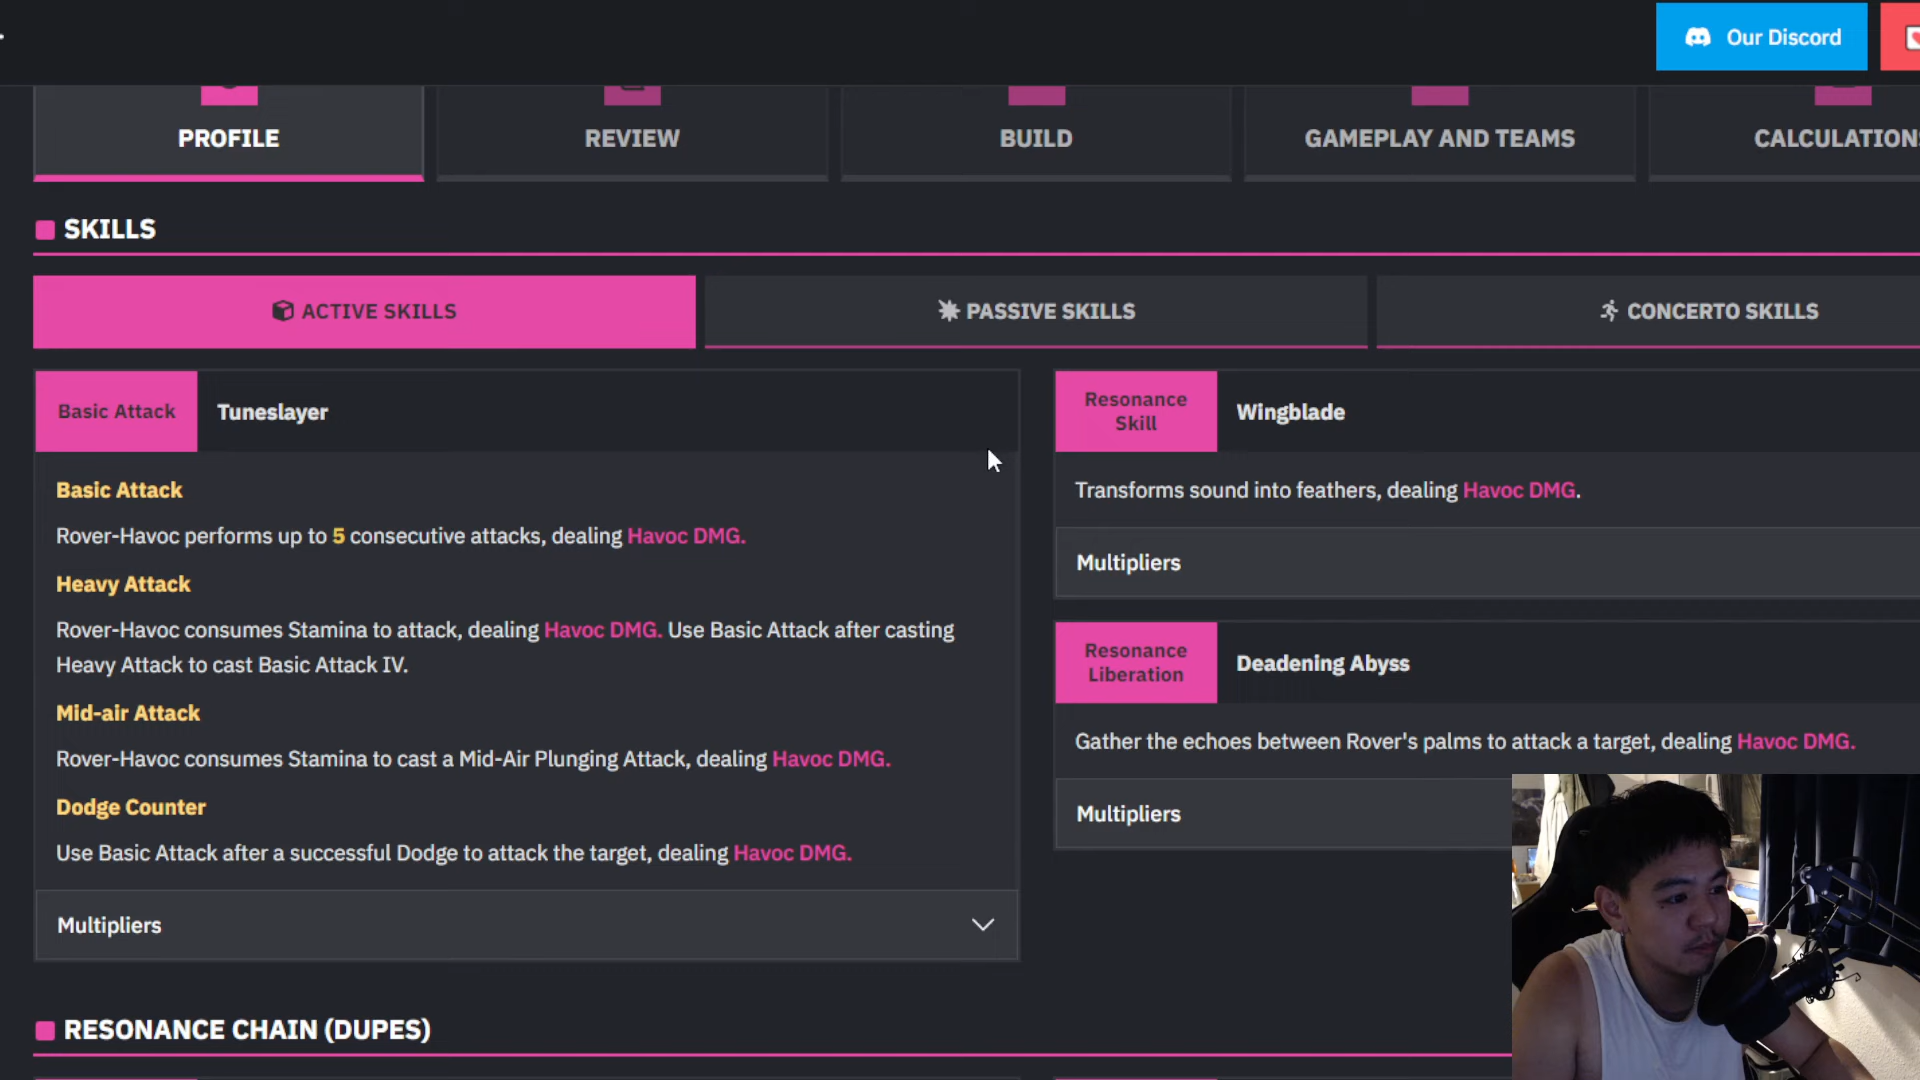 Our Discord
PROFILE
REVIEW
BUILD
GAMEPLAY AND TEAMS
CALCULATIONS
SKILLS
ACTIVE SKILLS
PASSIVE SKILLS
CONCERTO SKILLS
Basic Attack
Tuneslayer
Basic Attack
Rover-Havoc performs up to 5 consecutive attacks, dealing Havoc DMG.
Heavy Attack
Rover-Havoc consumes Stamina to attack, dealing Havoc DMG. Use Basic Attack after casting
Heavy Attack to cast Basic Attack IV.
Mid-air Attack
Rover-Havoc consumes Stamina to cast a Mid-Air Plunging Attack, dealing Havoc DMG.
Dodge Counter
Use Basic Attack after a successful Dodge to attack the target, dealing Havoc DMG.
Multipliers
Resonance
Skill
Wingblade
Transforms sound into feathers, dealing Havoc DMG.
Multipliers
Resonance
Liberation
Deadening Abyss
Gather the echoes between Rover's palms to attack a target, dealing Havoc DMG.
Multipliers
RESONANCE CHAIN (DUPES)